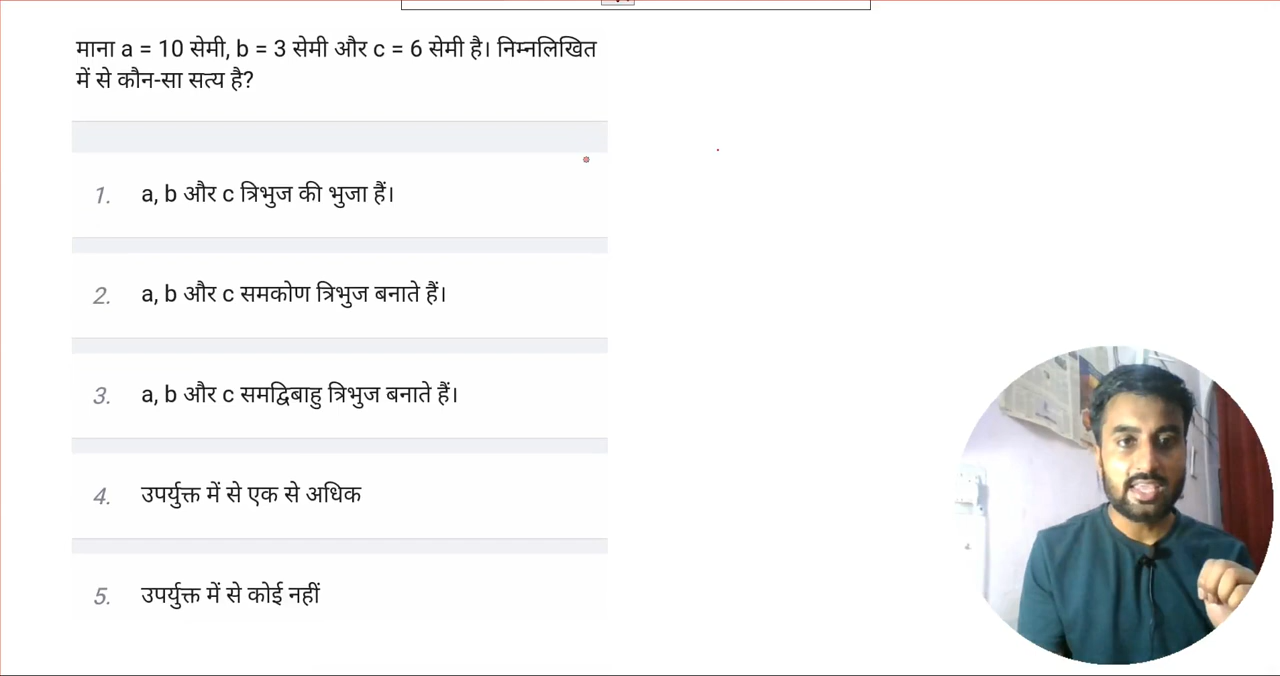 माना a = 10 सेमी, b = 3 सेमी और c = 6 सेमी है। निम्नलिखित
में से कौन-सा सत्य है?
1. a, b और c त्रिभुज की भुजा हैं।
2. a, b और c समकोण त्रिभुज बनाते हैं।
3. a, b और c समद्विबाहु त्रिभुज बनाते हैं।
4. उपर्युक्त में से एक से अधिक
5. उपर्युक्त में से कोई नहीं